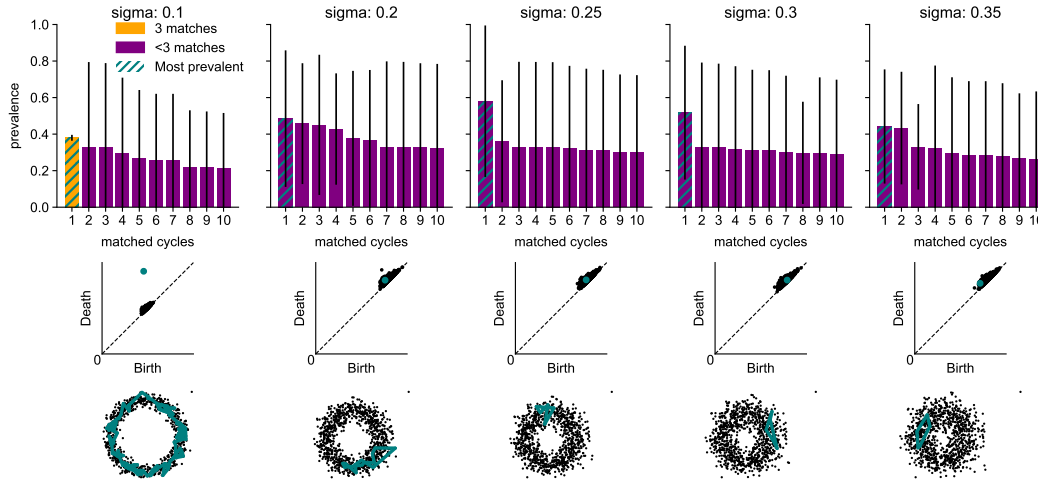 sigma: 0.1
sigma: 0.2
sigma: 0.25
sigma: 0.3
sigma: 0.35
3 matches
<3 matches
Most prevalent
prevalence
1.0
0.8
0.6
0.4
0.2
0.0
1 2 3 4 5 6 7 8 9 10
1 2 3 4 5 6 7 8 9 10
1 2 3 4 5 6 7 8 9 10
1 2 3 4 5 6 7 8 9 10
1 2 3 4 5 6 7 8 9 10
matched cycles
matched cycles
matched cycles
matched cycles
matched cycles
Death
Death
Death
Death
Death
0
0
0
0
0
Birth
Birth
Birth
Birth
Birth